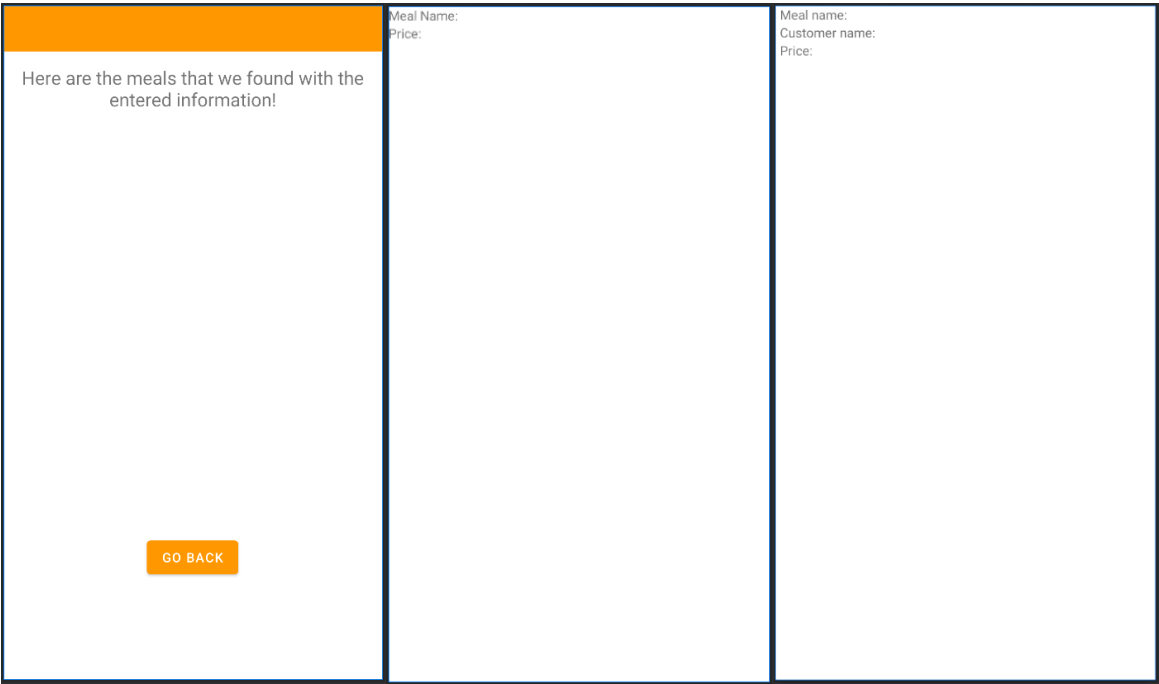 Here are the meals that we found with the
entered information!
GO BACK
Meal Name:
Price:
Meal name:
Customer name:
Price: